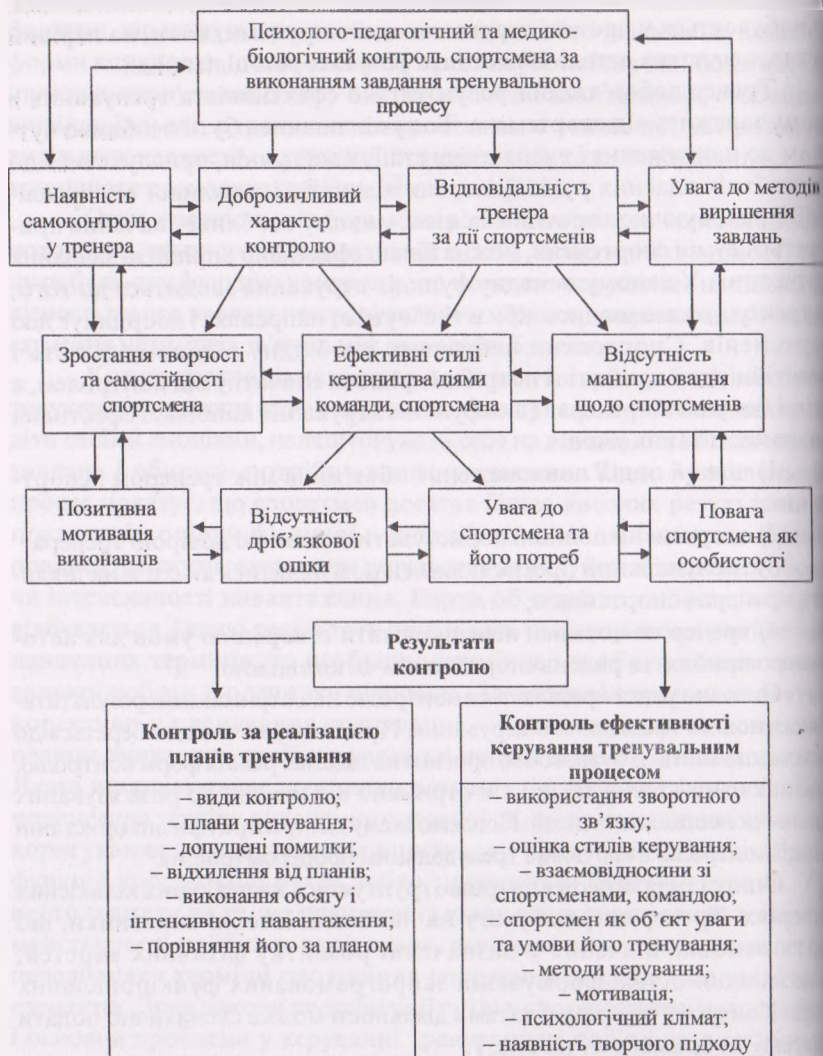 Психолого-педагогічний та медико-
біологічний контроль спортсмена за
виконанням завдань тренувального
процесу
Наявність
самоконтролю
у тренера
Доброзичливий
характер
контролю
Відповідальність
тренера
за дії спортсменів
Увага до методів
вирішення
завдань
Зростання творчості
та самостійності
спортсмена
Ефективні стилі
керівництва діями
команди, спортсмена
Відсутність
маніпулювання
щодо спортсменів
Позитивна
мотивація
виконавців
Відсутність
дріб’язкової
опіки
Увага до
спортсмена та
його потреб
Повага
спортсмена як
особистості
Результати
контролю
Контроль за реалізацією
планів тренування
– види контролю;
– плани тренування;
– допущені помилки;
– відхилення від планів;
– виконання обсягу і
інтенсивності навантаження;
– порівняння його за планом
Контроль ефективності
керування тренувальним
процесом
– використання зворотного
зв’язку;
– оцінка стилів керування;
– взаємовідносини зі
спортсменами, командою;
– спортсмен як об’єкт уваги
та умови його тренування;
– методи керування;
– мотивація;
– психологічний клімат;
– наявність творчого підходу